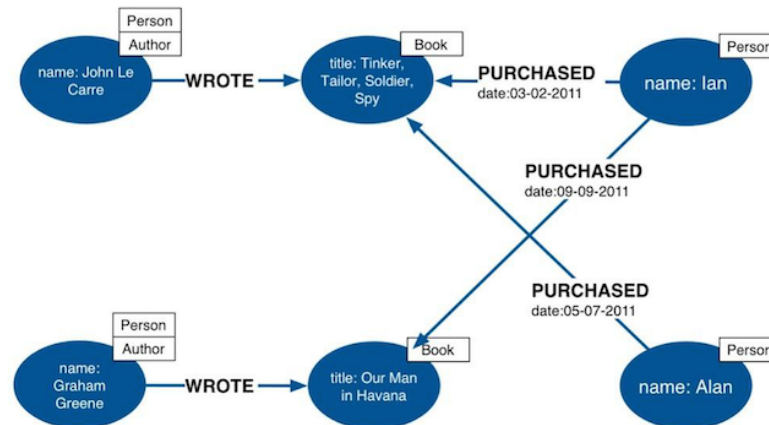 Person
Author
name: John Le
Carre
WROTE
Book
title: Tinker,
Tailor, Soldier,
Spy
PURCHASED
date:03-02-2011
Person
name: Ian
PURCHASED
date:09-09-2011
PURCHASED
date:05-07-2011
Person
Author
name:
Graham
Greene
WROTE
Book
title: Our Man
in Havana
Person
name: Alan